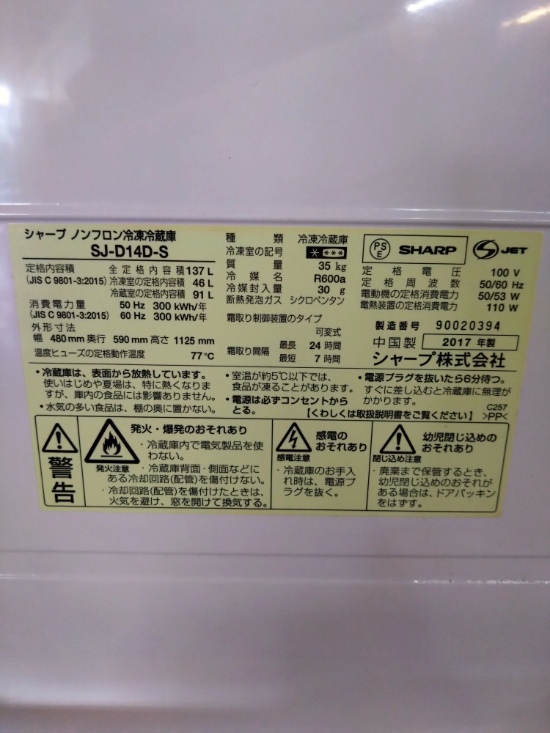 シャープ ノンフロン冷凍冷蔵庫
SJ-D14D-S
定格内容積 全定格内容積 137 L
(JIS C 9801-3:2015) 冷凍室の定格内容積 46 L
冷蔵室の定格内容積 91 L
消費電力量 50 Hz 300 kWh/年
(JIS C 9801-3:2015) 60 Hz 300 kWh/年
外形寸法
幅 480 mm 奥行 590 mm 高さ 1125 mm
温度ヒューズの定格動作温度 77℃
種類 冷凍冷蔵庫
冷凍室の記号 ****
質量 35 kg
冷媒名 R600a
冷媒封入量 30 g
断熱発泡ガス シクロペンタン
霜取り制御装置のタイプ
可変式
霜取り間隔 最長 24 時間
最短 7 時間
PSE SHARP S JET
定格電圧 100 V
定格周波数 50/60 Hz
電動機の定格消費電力 50/53 W
電熱装置の定格消費電力 110 W
製造番号 90020394
中国製 2017 年製
シャープ株式会社
・冷蔵庫は、表面から放熱しています。
使いはじめや夏場は、特に熱くなりま
すが、庫内の食品には影響ありません。
・水気の多い食品は、棚の奥に置かない。
・室温が約5℃以下では、
食品が凍ることがあります。
・電源は必ずコンセントから
とる。
・電源プラグを抜いたら6分待つ。
すぐに差し込むと冷蔵庫に無理が
かかります。
【くわしくは取扱説明書をご覧ください】
C257
>PP<
警告
発火・爆発のおそれあり
発火注意
・冷蔵庫内で電気製品を使
わない。
・冷蔵庫背面・側面などに
ある冷却回路(配管)を傷付けない。
・冷却回路(配管)を傷付けたときは、
火気を避け、窓を開けて換気する。
感電の
おそれあり
感電注意
・冷蔵庫のお手入
れ時は、電源プ
ラグを抜く。
幼児閉じ込めの
おそれあり
閉じ込め注意
・廃棄まで保管するとき、
幼児閉じ込めのおそれが
ある場合は、ドアパッキン
をはずす。